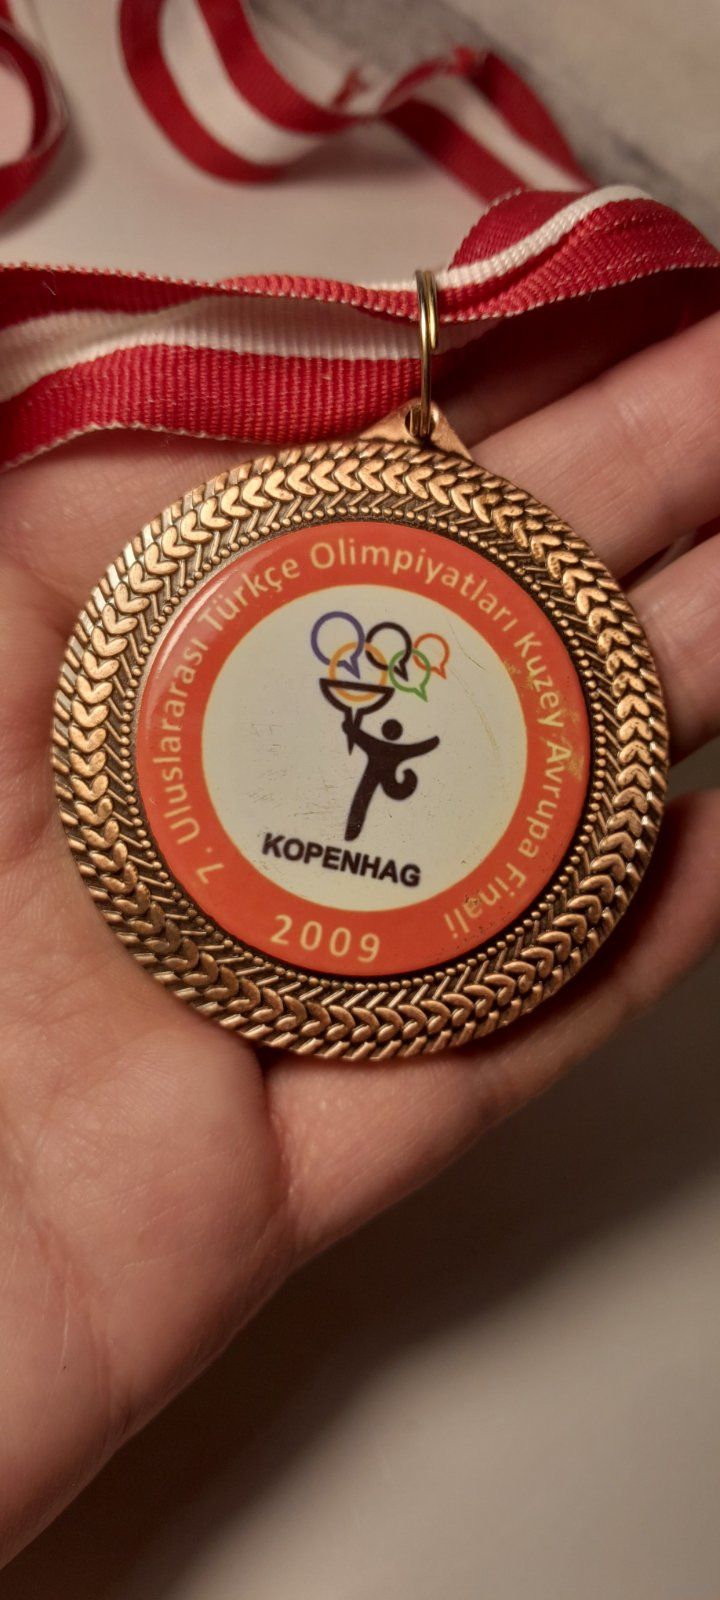 7. Uluslararası Türkçe Olimpiyatları Kuzey Avrupa Finali
KOPENHAG
2009